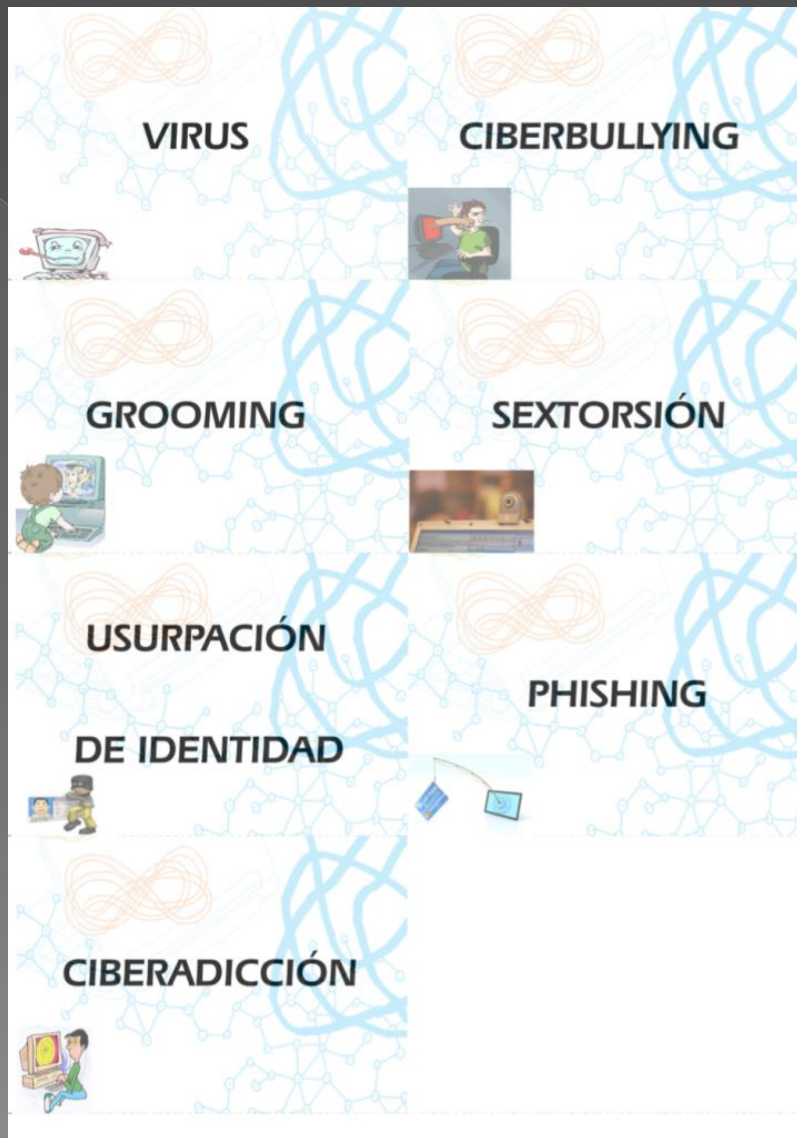 VIRUS
CIBERBULLYING
GROOMING
SEXTORSIÓN
USURPACIÓN
DE IDENTIDAD
PHISHING
CIBERADICCIÓN